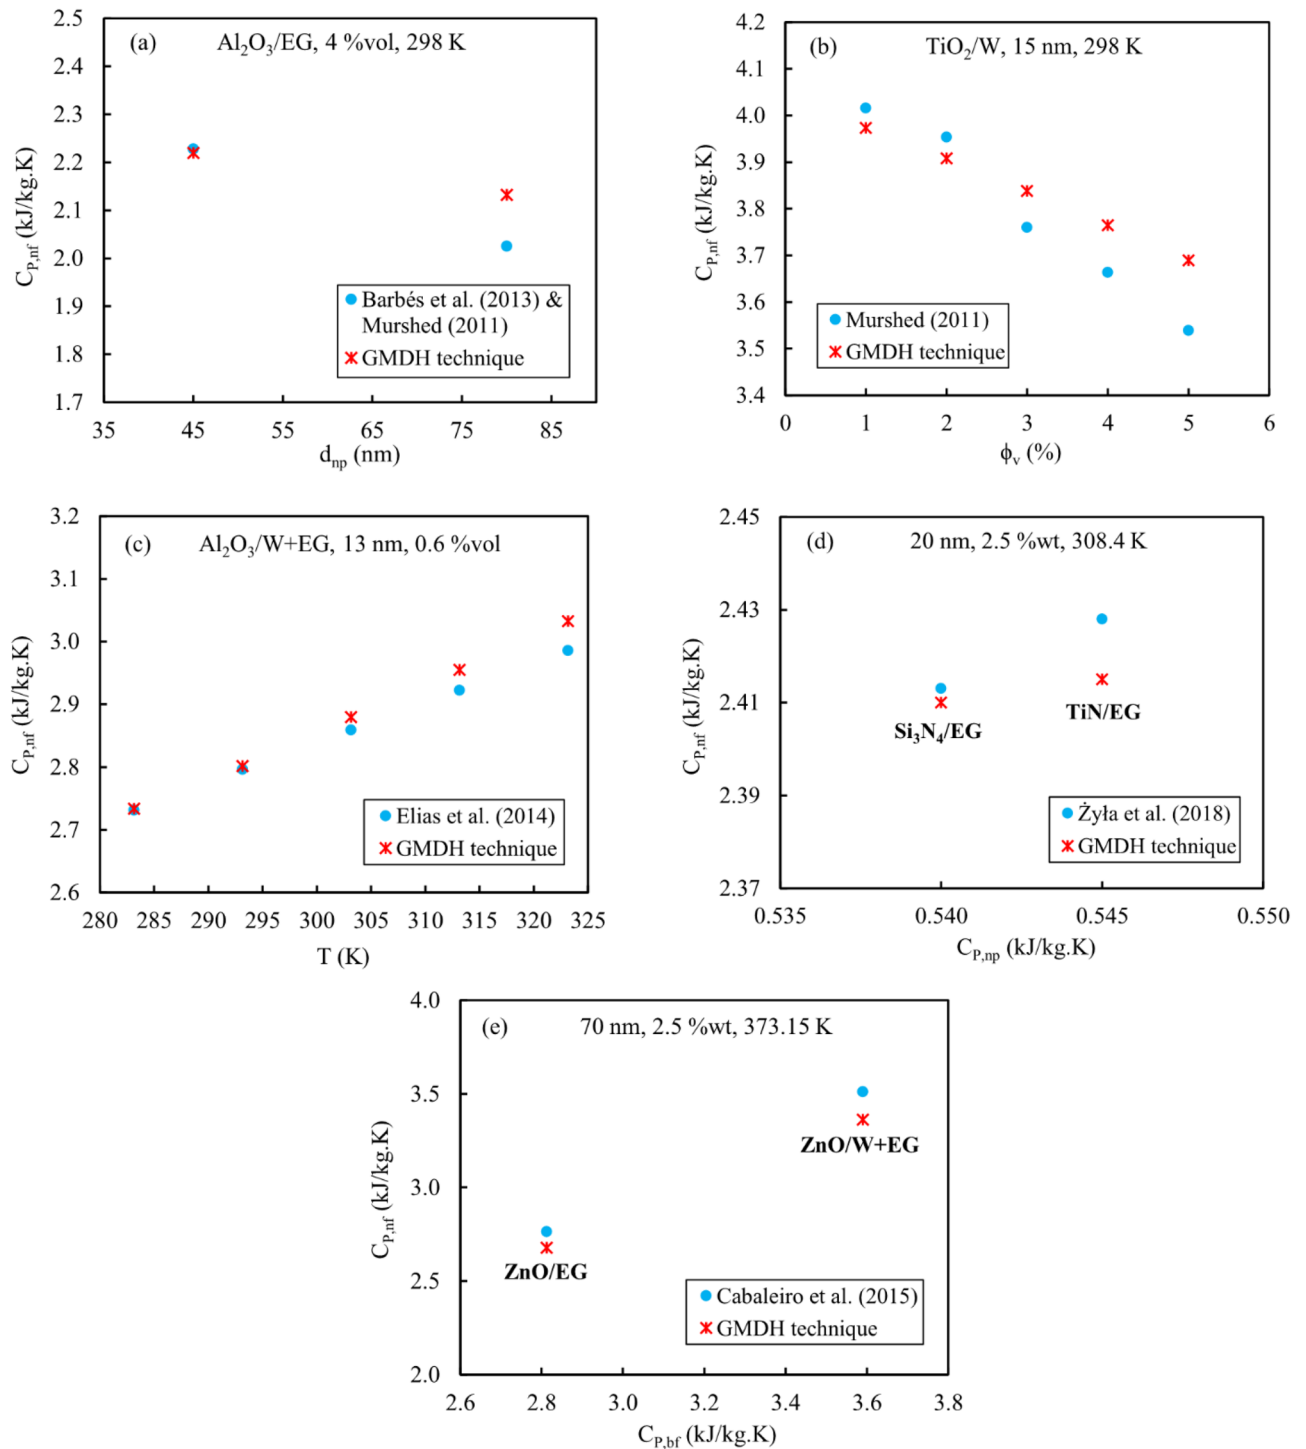 (a) Al₂O₃/EG, 4 %vol, 298 K
2.5
2.4
2.3
2.2
2.1
2.0
1.9
1.8
1.7
C_P,nf (kJ/kg.K)
Barbés et al. (2013) &
Murshed (2011)
GMDH technique
35 45 55 65 75 85
d_np (nm)
(b) TiO₂/W, 15 nm, 298 K
4.2
4.1
4.0
3.9
3.8
3.7
3.6
3.5
3.4
C_P,nf (kJ/kg.K)
Murshed (2011)
GMDH technique
0 1 2 3 4 5 6
ϕ_v (%)
(c) Al₂O₃/W+EG, 13 nm, 0.6 %vol
3.2
3.1
3.0
2.9
2.8
2.7
2.6
C_P,nf (kJ/kg.K)
Elias et al. (2014)
GMDH technique
280 285 290 295 300 305 310 315 320 325
T (K)
(d) 20 nm, 2.5 %wt, 308.4 K
2.45
2.43
2.41
2.39
2.37
C_P,nf (kJ/kg.K)
Si₃N₄/EG
TiN/EG
Żyła et al. (2018)
GMDH technique
0.535 0.540 0.545 0.550
C_P,np (kJ/kg.K)
(e) 70 nm, 2.5 %wt, 373.15 K
4.0
3.5
3.0
2.5
2.0
C_P,nf (kJ/kg.K)
ZnO/W+EG
ZnO/EG
Cabaleiro et al. (2015)
GMDH technique
2.6 2.8 3.0 3.2 3.4 3.6 3.8
C_P,bf (kJ/kg.K)